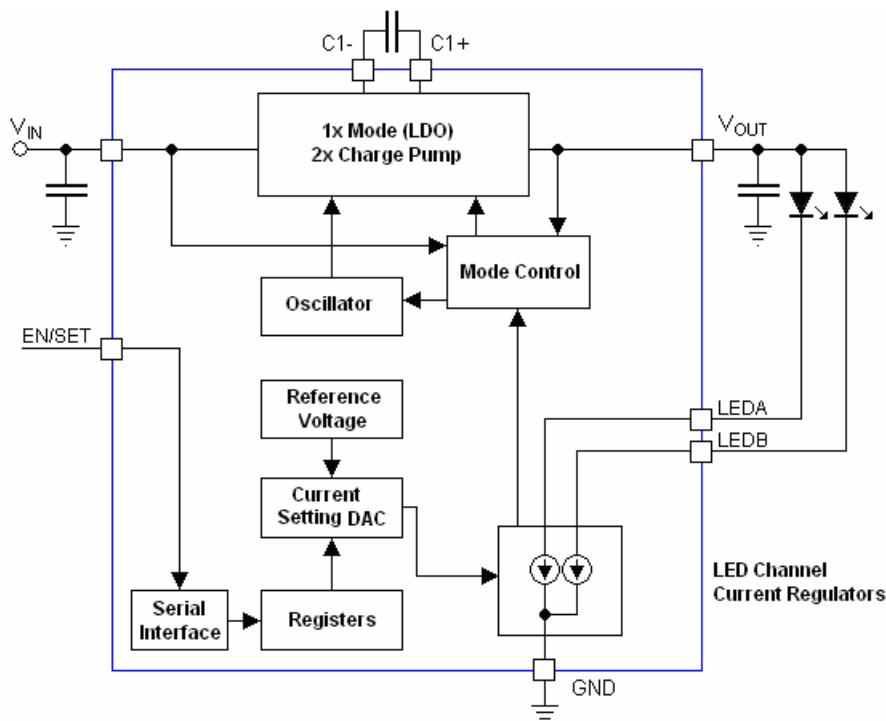 C1-
C1+
VIN
1x Mode (LDO)
2x Charge Pump
VOUT
Mode Control
Oscillator
EN/SET
Reference
Voltage
LEDA
LEDB
Current
Setting DAC
LED Channel
Current Regulators
Serial
Interface
Registers
GND